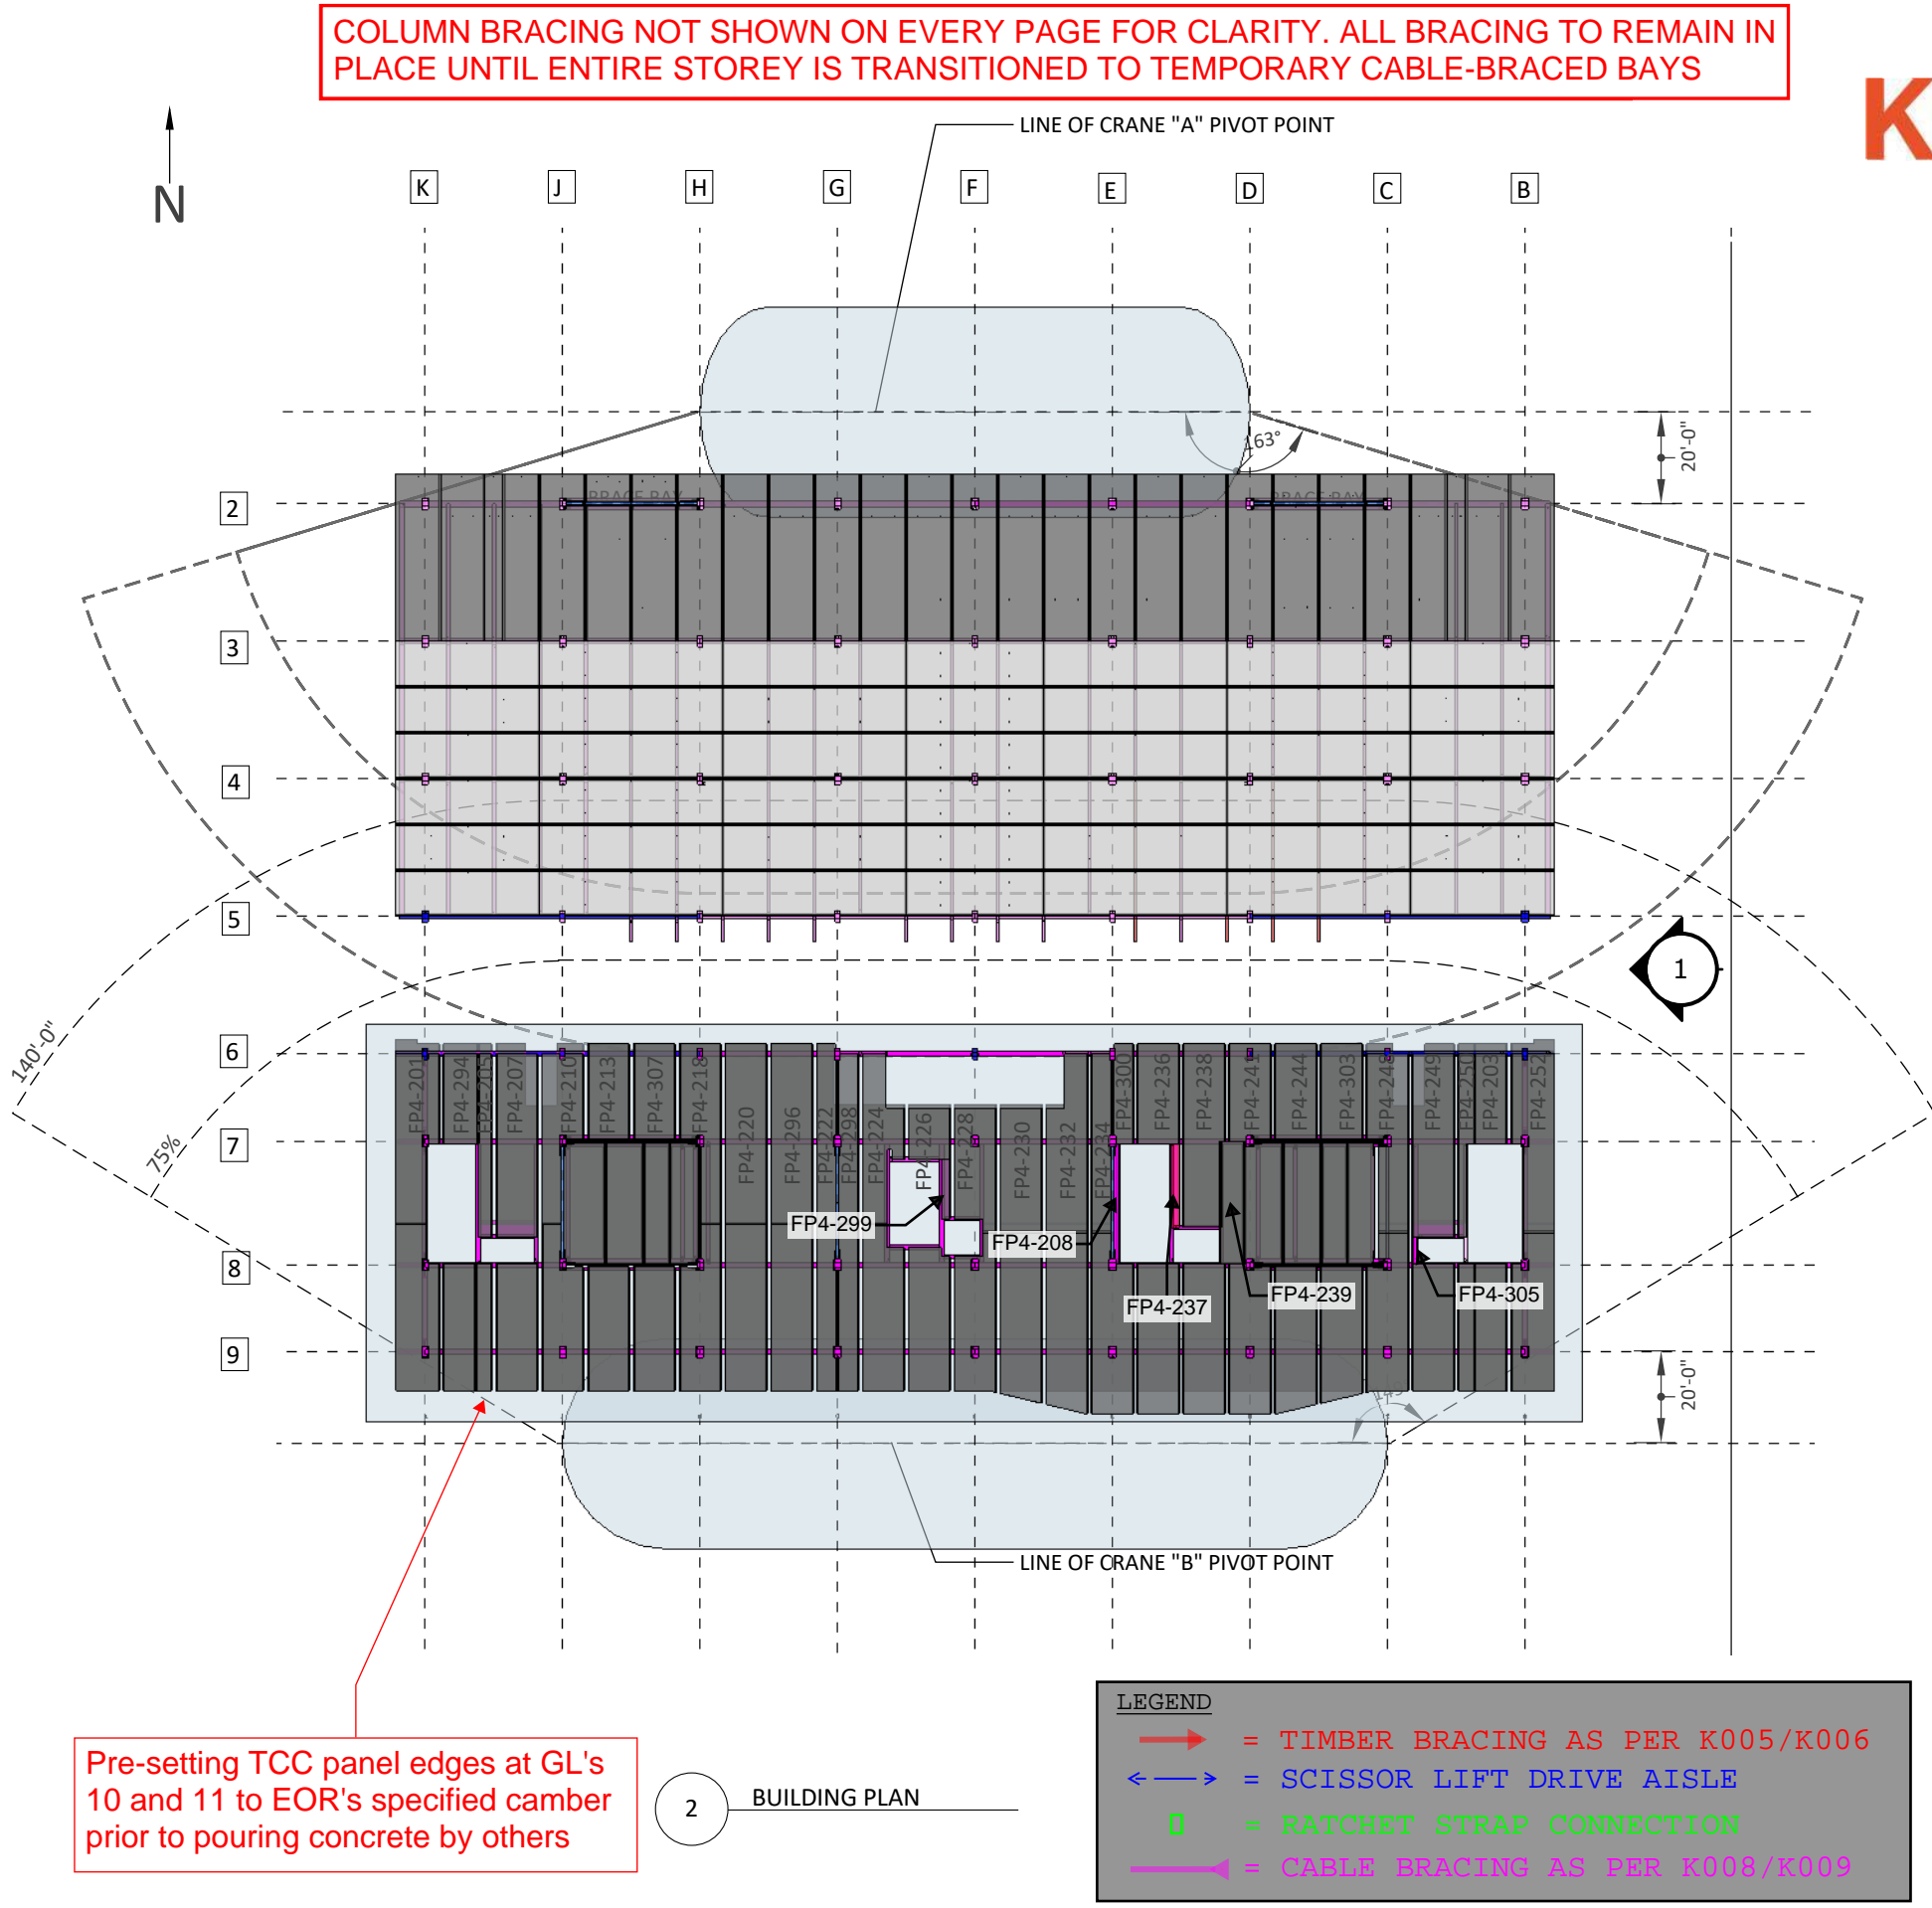 COLUMN BRACING NOT SHOWN ON EVERY PAGE FOR CLARITY. ALL BRACING TO REMAIN IN
PLACE UNTIL ENTIRE STOREY IS TRANSITIONED TO TEMPORARY CABLE-BRACED BAYS
K
LINE OF CRANE "A" PIVOT POINT
N
K J H G F E D C B
163°
20'-0"
2
BRACE BAY
BRACE BAY
3
4
5
1
140'-0"
75%
6
FP4-201
FP4-294
FP4-205
FP4-207
FP4-210
FP4-213
FP4-307
FP4-218
FP4-220
FP4-296
FP4-222
FP4-298
FP4-224
FP4-226
FP4-228
FP4-230
FP4-232
FP4-234
FP4-300
FP4-236
FP4-238
FP4-241
FP4-244
FP4-303
FP4-249
FP4-250
FP4-203
FP4-252
7
FP4-299
FP4-208
8
FP4-237
FP4-239
FP4-305
9
20'-0"
LINE OF CRANE "B" PIVOT POINT
Pre-setting TCC panel edges at GL's
10 and 11 to EOR's specified camber
prior to pouring concrete by others
2
BUILDING PLAN
LEGEND
= TIMBER BRACING AS PER K005/K006
= SCISSOR LIFT DRIVE AISLE
= RATCHET STRAP CONNECTION
= CABLE BRACING AS PER K008/K009